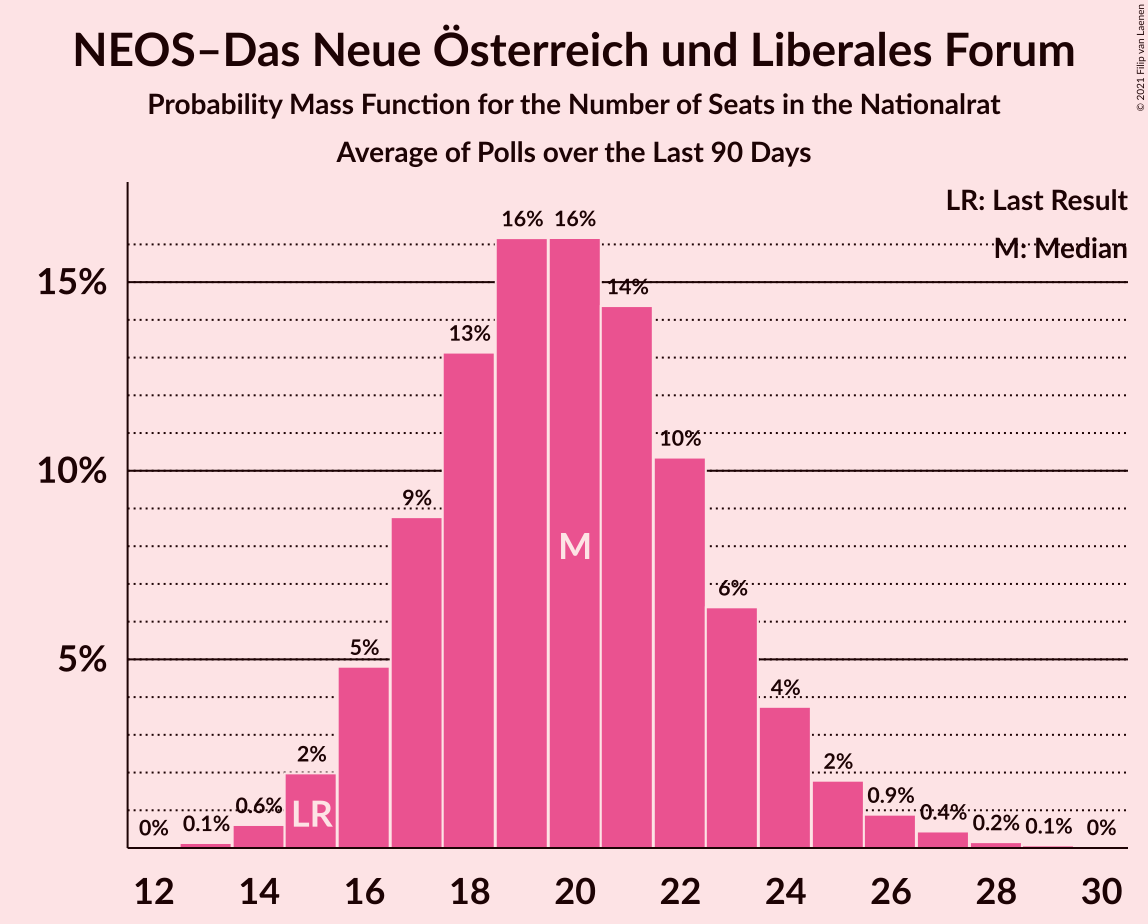 NEOS–Das Neue Österreich und Liberales Forum
Probability Mass Function for the Number of Seats in the Nationalrat
Average of Polls over the Last 90 Days
© 2021 Filip van Laenen
LR: Last Result
M: Median
15%
10%
5%
0%
0.1%
0.6%
2%
5%
9%
13%
16%
16%
14%
10%
6%
4%
2%
0.9%
0.4%
0.2%
0.1%
0%
LR
M
12 14 16 18 20 22 24 26 28 30